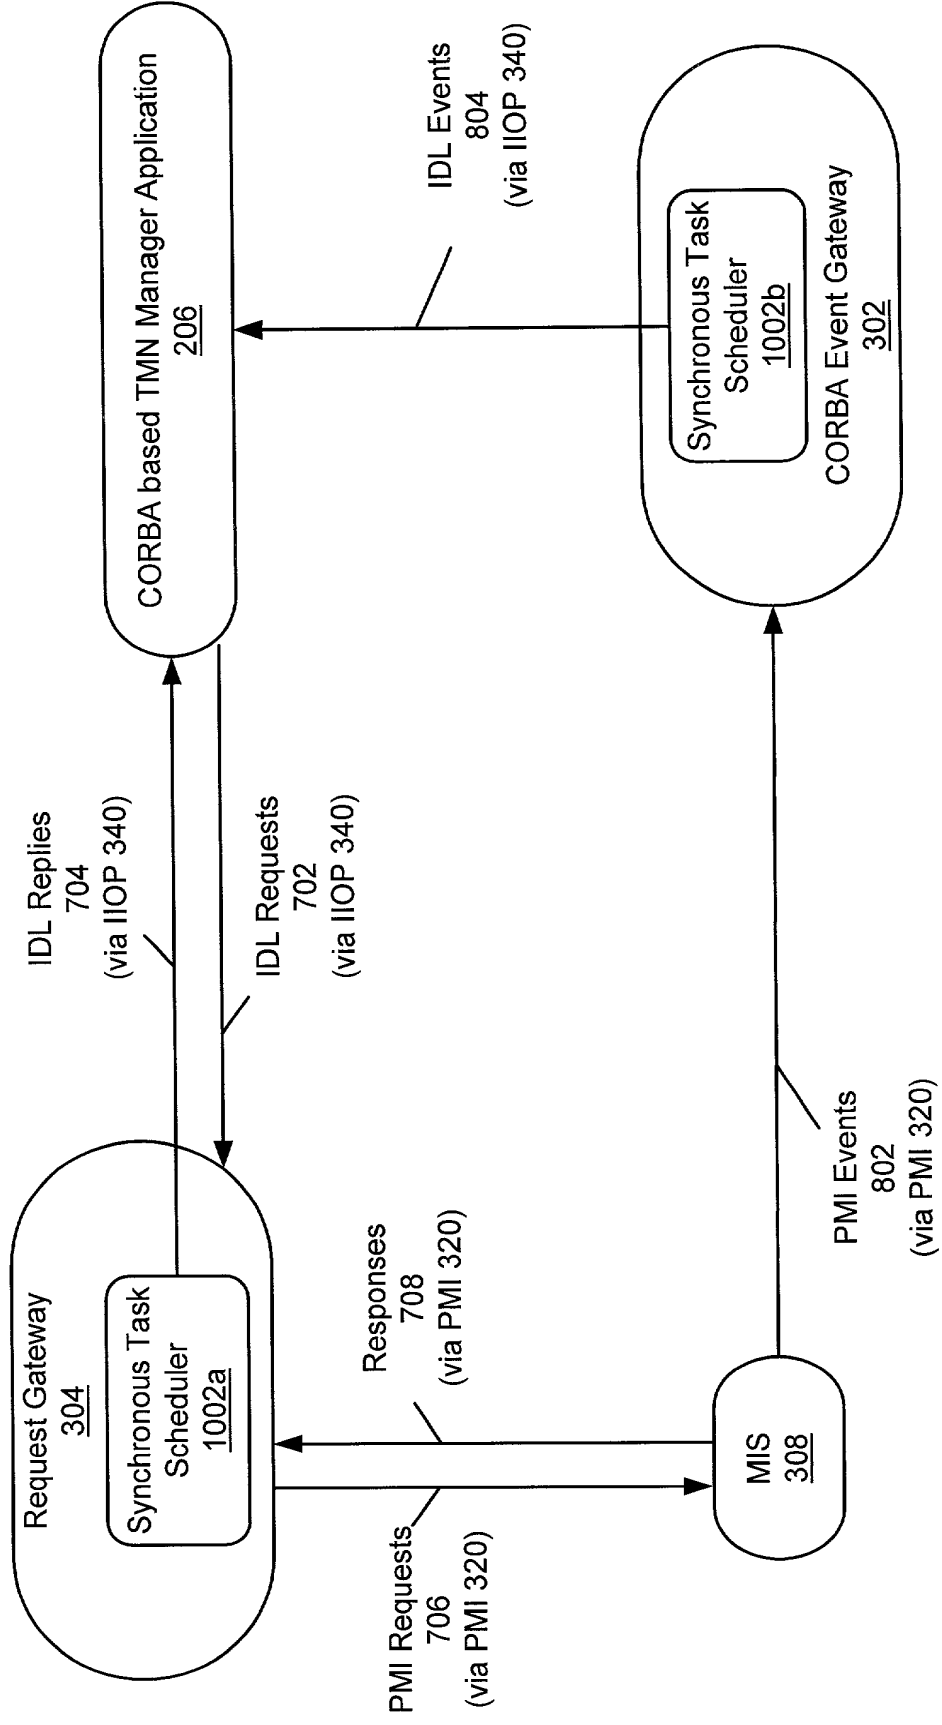 Request Gateway
304
Synchronous Task
Scheduler
1002a
IDL Replies
704
(via IIOP 340)
IDL Requests
702
(via IIOP 340)
CORBA based TMN Manager Application
206
PMI Requests
706
(via PMI 320)
Responses
708
(via PMI 320)
IDL Events
804
(via IIOP 340)
MIS
308
PMI Events
802
(via PMI 320)
Synchronous Task
Scheduler
1002b
CORBA Event Gateway
302